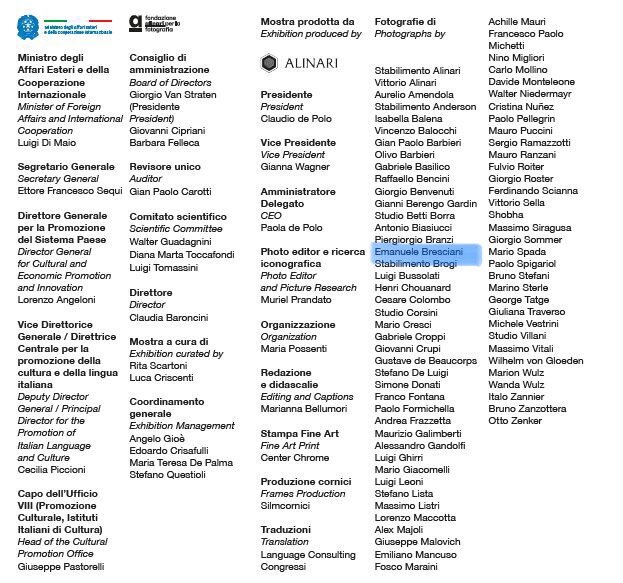 Ministero degli Affari Esteri
e della Cooperazione Internazionale
Ministro degli
Affari Esteri e della
Cooperazione
Internazionale
Minister of Foreign
Affairs and International
Cooperation
Luigi Di Maio
Segretario Generale
Secretary General
Ettore Francesco Sequi
Direttore Generale
per la Promozione
del Sistema Paese
Director General
for Cultural and
Economic Promotion
and Innovation
Lorenzo Angeloni
Vice Direttorice
Generale / Direttrice
Centrale per la
promozione della
cultura e della lingua
italiana
Deputy Director
General / Principal
Director for the
Promotion of
Italian Language
and Culture
Cecilia Piccioni
Capo dell'Ufficio
VIII (Promozione
Culturale, Istituti
Italiani di Cultura)
Head of the Cultural
Promotion Office
Giuseppe Pastorelli
fondazione
alinari per la
fotografia
Consiglio di
amministrazione
Board of Directors
Giorgio Van Straten
(Presidente
President)
Giovanni Cipriani
Barbara Felleca
Revisore unico
Auditor
Gian Paolo Carotti
Comitato scientifico
Scientific Committee
Walter Guadagnini
Diana Marta Toccafondi
Luigi Tomassini
Direttore
Director
Claudia Baroncini
Mostra a cura di
Exhibition curated by
Rita Scartoni
Luca Criscenti
Coordinamento
generale
Exhibition Management
Angelo Gioè
Edoardo Crisafulli
Maria Teresa De Palma
Stefano Questioli
Mostra prodotta da
Exhibition produced by
ALINARI
Presidente
President
Claudio de Polo
Vice Presidente
Vice President
Gianna Wagner
Amministratore
Delegato
CEO
Paola de Polo
Photo editor e ricerca
iconografica
Photo Editor
and Picture Research
Muriel Prandato
Organizzazione
Organization
Maria Possenti
Redazione
e didascalie
Editing and Captions
Marianna Bellumori
Stampa Fine Art
Fine Art Print
Center Chrome
Produzione cornici
Frames Production
Silmcornici
Traduzioni
Translation
Language Consulting
Congressi
Fotografie di
Photographs by
Stabilimento Alinari
Vittorio Alinari
Aurelio Amendola
Stabilimento Anderson
Isabella Balena
Vincenzo Balocchi
Gian Paolo Barbieri
Olivo Barbieri
Gabriele Basilico
Raffaello Bencini
Giorgio Benvenuti
Gianni Berengo Gardin
Studio Betti Borra
Antonio Biasiucci
Piergiorgio Branzi
Emanuele Bresciani
Stabilimento Brogi
Luigi Bussolati
Henri Chouanard
Cesare Colombo
Studio Corsini
Mario Cresci
Gabriele Croppi
Giovanni Crupi
Gustave de Beaucorps
Stefano De Luigi
Simone Donati
Franco Fontana
Paolo Formichella
Andrea Frazzetta
Maurizio Galimberti
Alessandro Gandolfi
Luigi Ghirri
Mario Giacomelli
Luigi Leoni
Stefano Lista
Massimo Listri
Lorenzo Maccotta
Alex Majoli
Giuseppe Malovich
Emiliano Mancuso
Fosco Maraini
Achille Mauri
Francesco Paolo
Michetti
Nino Migliori
Carlo Mollino
Davide Monteleone
Walter Niedermayr
Cristina Nuñez
Paolo Pellegrin
Mauro Puccini
Sergio Ramazzotti
Mauro Ranzani
Fulvio Roiter
Giorgio Roster
Ferdinando Scianna
Vittorio Sella
Shobha
Massimo Siragusa
Giorgio Sommer
Mario Spada
Paolo Spigariol
Bruno Stefani
Marino Sterle
George Tatge
Giuliana Traverso
Michele Vestrini
Studio Villani
Massimo Vitali
Wilhelm von Gloeden
Marion Wulz
Wanda Wulz
Italo Zannier
Bruno Zanzottera
Otto Zenker